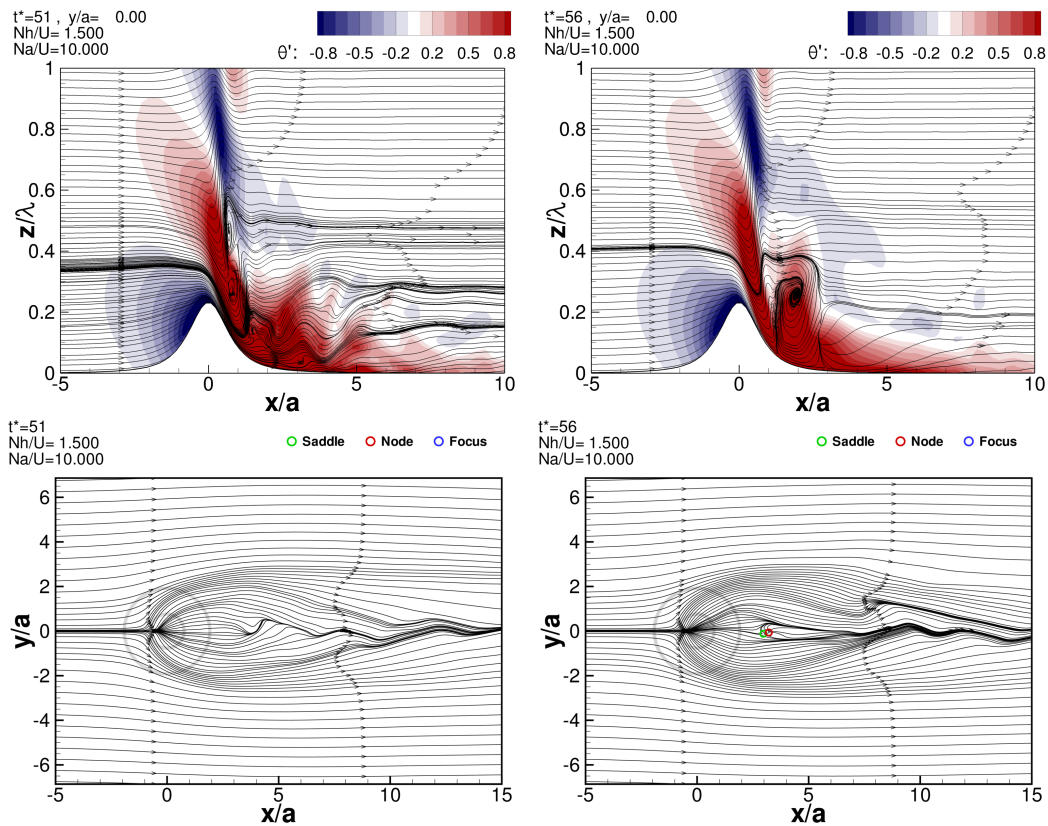 t*=51 , y/a= 0.00
Nh/U= 1.500
Na/U=10.000
θ': -0.8 -0.5 -0.2 0.2 0.5 0.8
1
0.8
0.6
0.4
0.2
0
z/λ
-5 0 5 10
x/a
t*=56 , y/a= 0.00
Nh/U= 1.500
Na/U=10.000
θ': -0.8 -0.5 -0.2 0.2 0.5 0.8
1
0.8
0.6
0.4
0.2
0
z/λ
-5 0 5 10
x/a
t*=51
Nh/U= 1.500
Na/U=10.000
Saddle Node Focus
6
4
2
0
-2
-4
-6
y/a
-5 0 5 10 15
x/a
t*=56
Nh/U= 1.500
Na/U=10.000
Saddle Node Focus
6
4
2
0
-2
-4
-6
y/a
-5 0 5 10 15
x/a